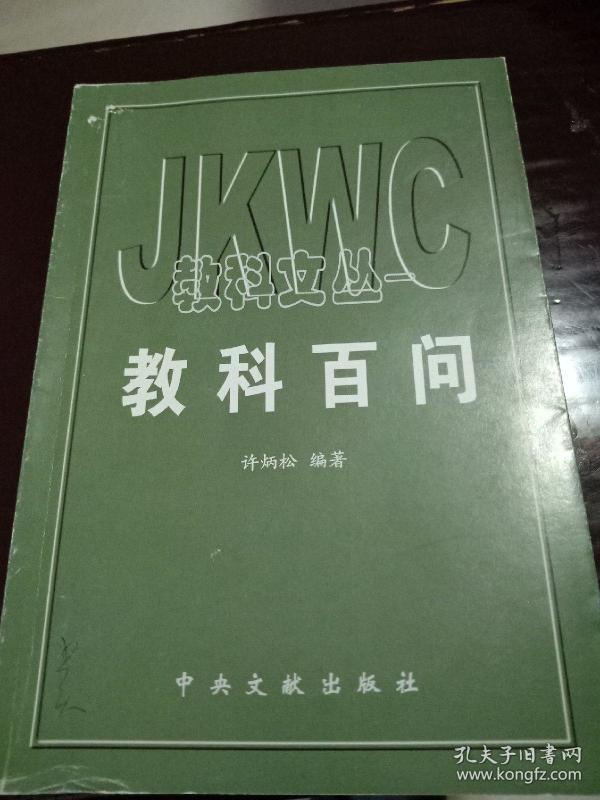 JKWC
教科文丛一
教科百问
许炳松 编著
中央文献出版社
孔夫子旧书网
www.kongfz.com